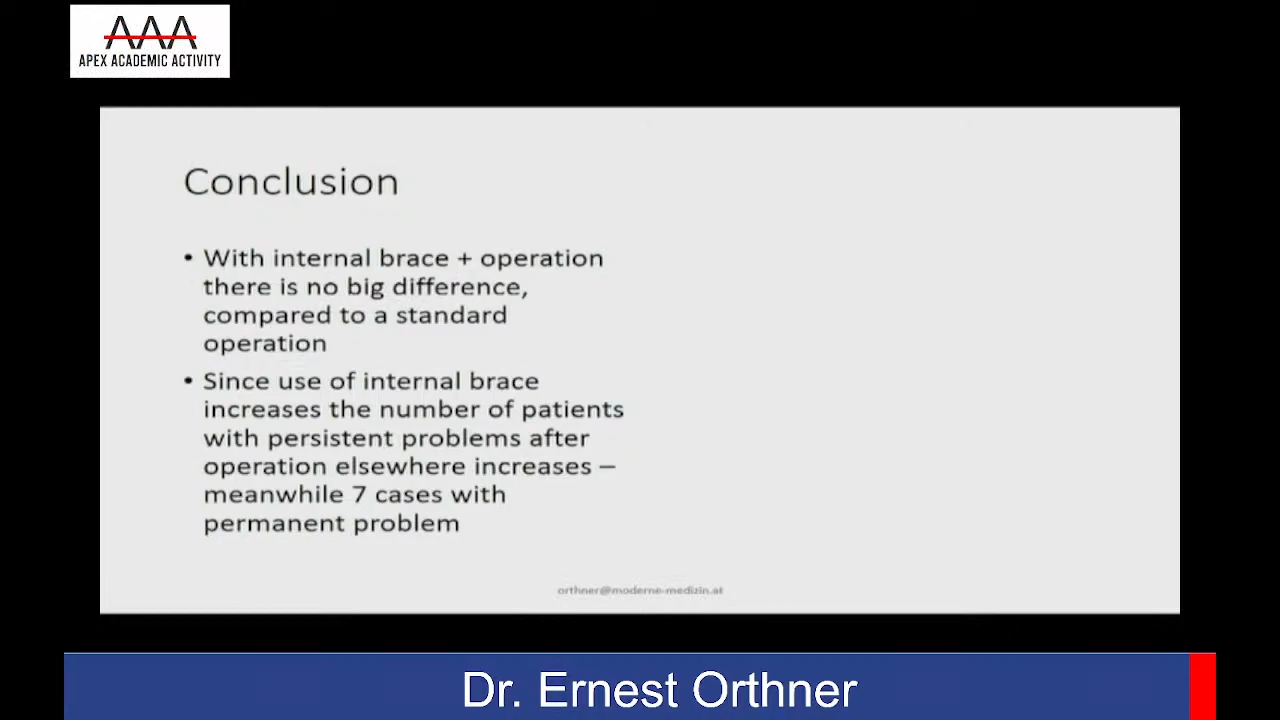 AAA
APEX ACADEMIC ACTIVITY
Conclusion
• With internal brace + operation
there is no big difference,
compared to a standard
operation
• Since use of internal brace
increases the number of patients
with persistent problems after
operation elsewhere increases –
meanwhile 7 cases with
permanent problem
orthner@moderne-medizin.at
Dr. Ernest Orthner